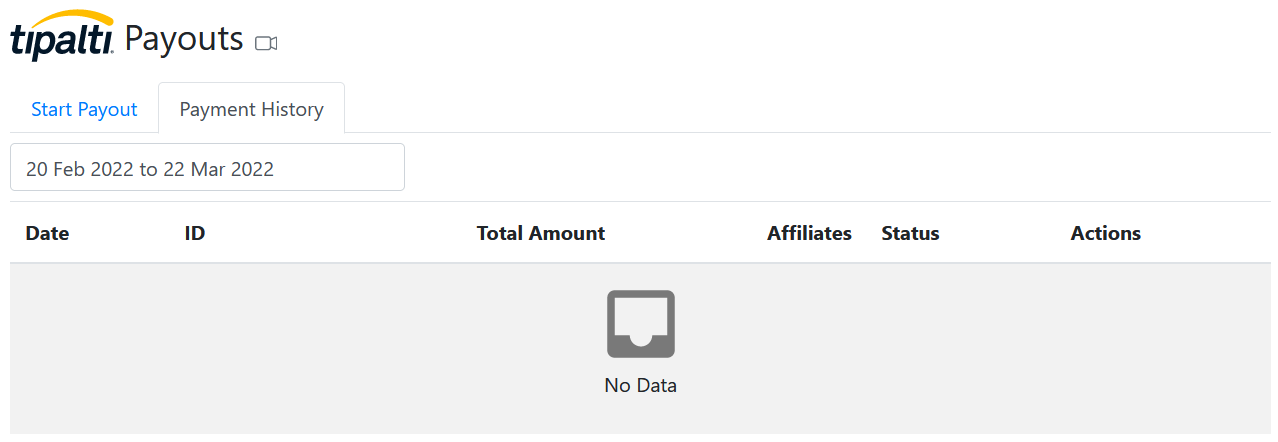 tipalti Payouts
Start Payout Payment History
20 Feb 2022 to 22 Mar 2022
Date ID Total Amount Affiliates Status Actions
No Data